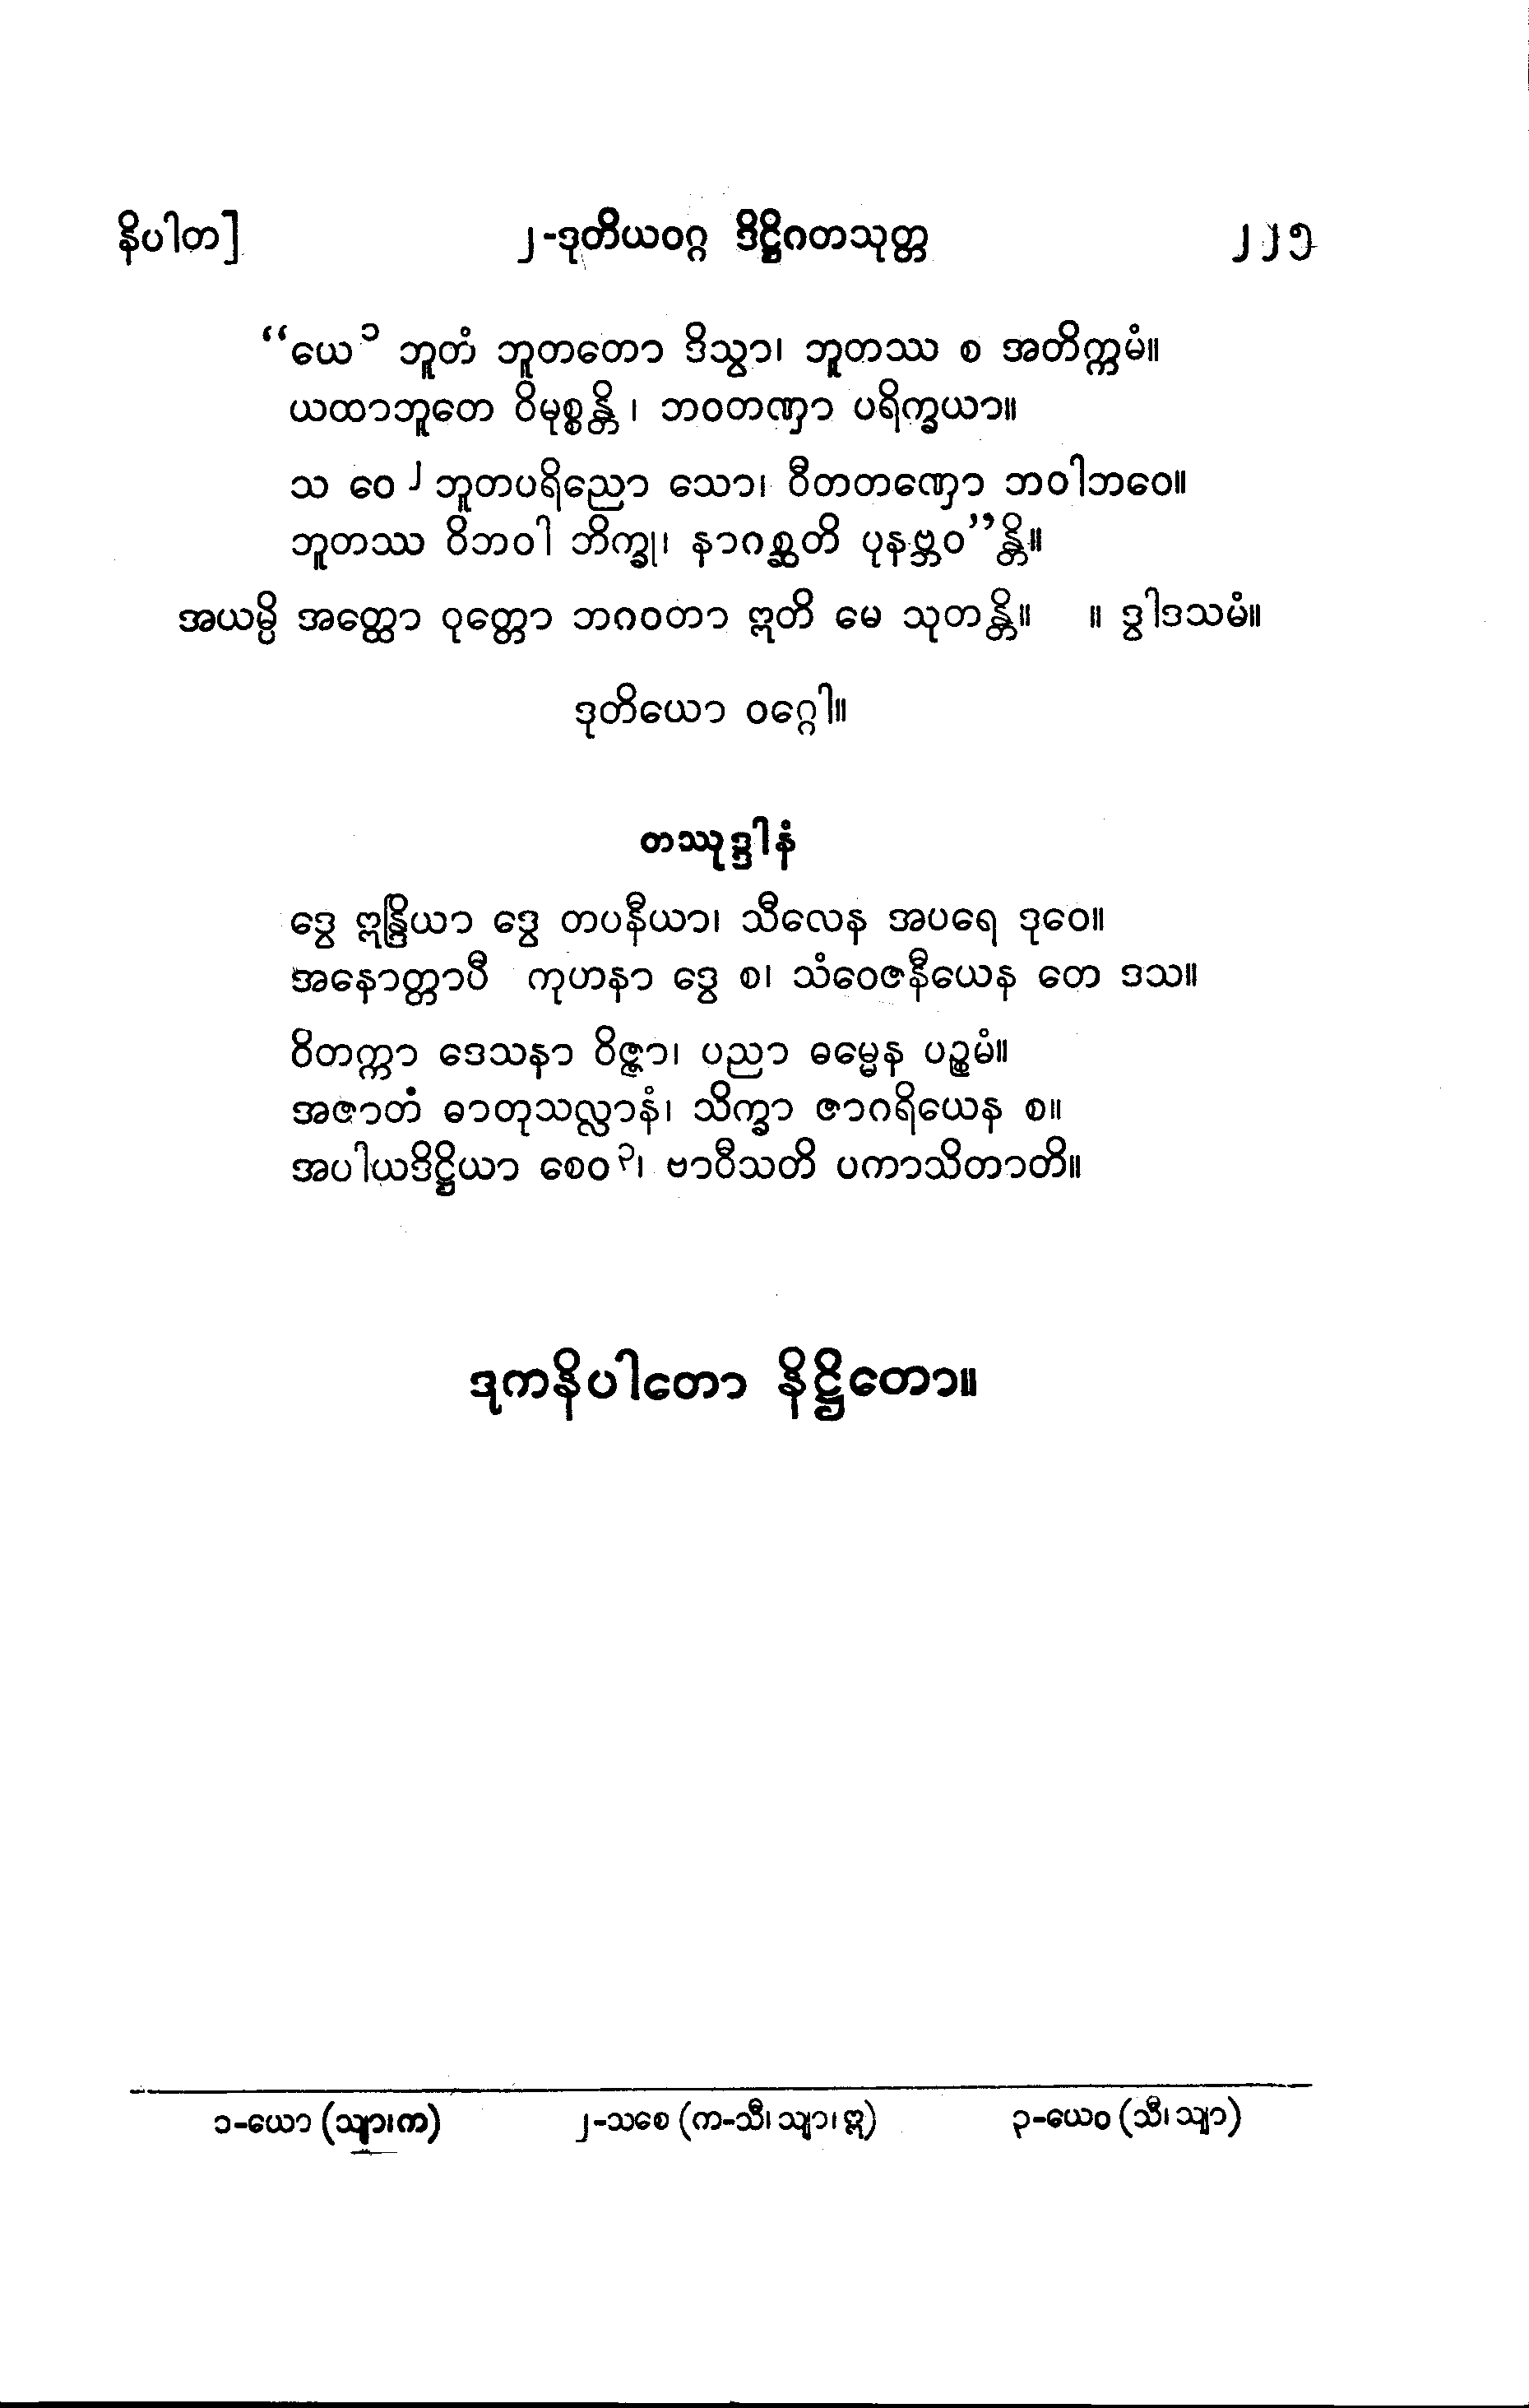 နိပါတ]
၂-ဒုတိယဝဂ္ဂ ဒိဋ္ဌိဂတသုတ္တ
၂၂၅
“ယေ၁ ဘူတံ ဘူတတော ဒိသွာ၊ ဘူတဿ စ အတိက္ကမံ။
ယထာဘူတေ ဝိမုစ္စန္တိ၊ ဘဝတဏှာ ပရိက္ခယာ။
သ ဝေ၂ ဘူတပရိညော သော၊ ဝီတတဏှော ဘဝါဘဝေ။
ဘူတဿ ဝိဘဝါ ဘိက္ခု၊ နာဂစ္ဆတိ ပုနဗ္ဘဝ”န္တိ။
အယမ္ပိ အတ္ထော ဝုတ္တော ဘဂဝတာ ဣတိ မေ သုတန္တိ။ ။ ဒွါဒသမံ။
ဒုတိယော ဝဂ္ဂေါ။
တဿုဒ္ဒါနံ
ဒွေ ဣန္ဒြိယာ ဒွေ တပနီယာ၊ သီလေန အပရေ ဒုဝေ။
အနောတ္တာပီ ကုဟနာ ဒွေ စ၊ သံဝေဇနီယေန တေ ဒသ။
ဝိတက္ကာ ဒေသနာ ဝိဇ္ဇာ၊ ပညာ ဓမ္မေန ပဉ္စမံ။
အဇာတံ ဓာတုသလ္လာနံ၊ သိက္ခာ ဇာဂရိယေန စ။
အပါယဒိဋ္ဌိယာ စေဝ၃၊ ဗာဝီသတိ ပကာသိတာတိ။
ဒုကနိပါတော နိဋ္ဌိတော။
၁-ယော (သျာ၊က)
၂-သစေ (က-သီ၊ သျာ၊ ဣ)
၃-ယေဝ (သီ၊ သျာ)